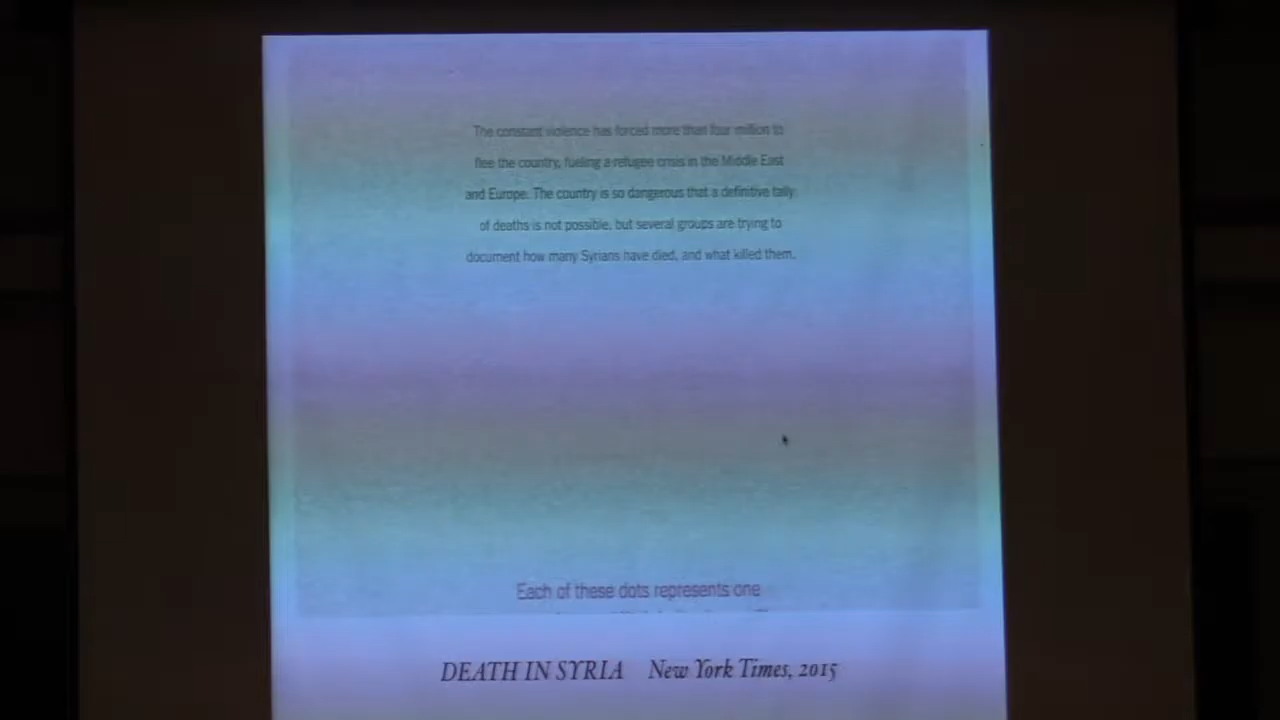 The constant violence has forced more than four million to
flee the country, fueling a refugee crisis in the Middle East
and Europe. The country is so dangerous that a definitive tally
of deaths is not possible, but several groups are trying to
document how many Syrians have died, and what killed them.
Each of these dots represents one
DEATH IN SYRIA New York Times, 2015